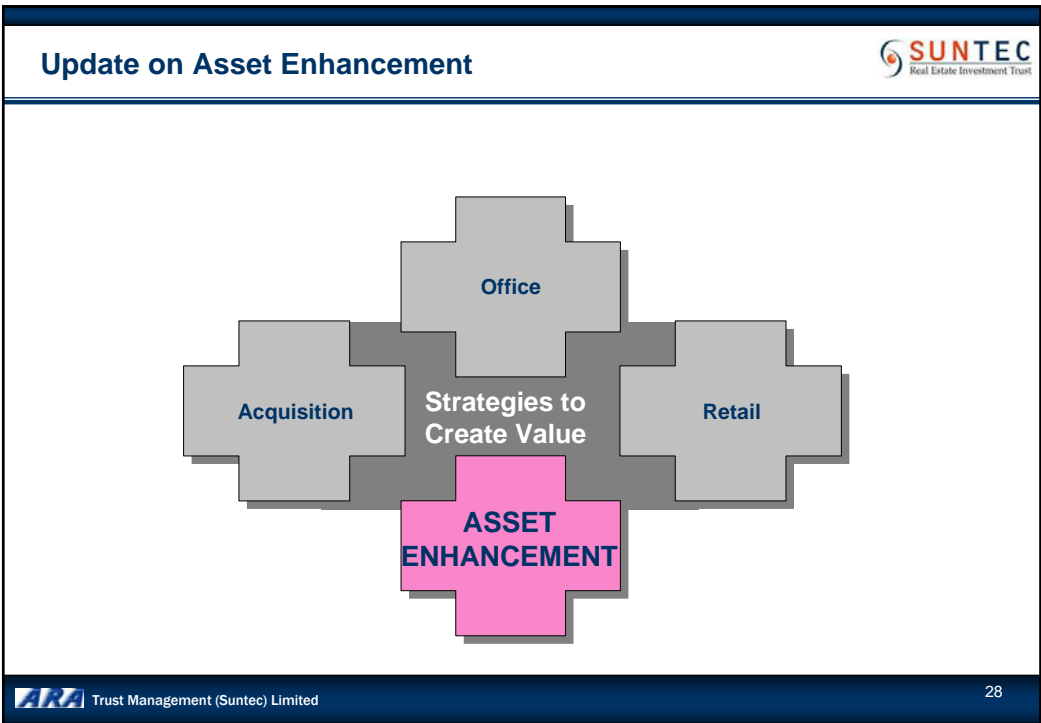 Update on Asset Enhancement
SUNTEC
Real Estate Investment Trust
Office
Acquisition
Strategies to
Create Value
Retail
ASSET
ENHANCEMENT
ARA Trust Management (Suntec) Limited
28